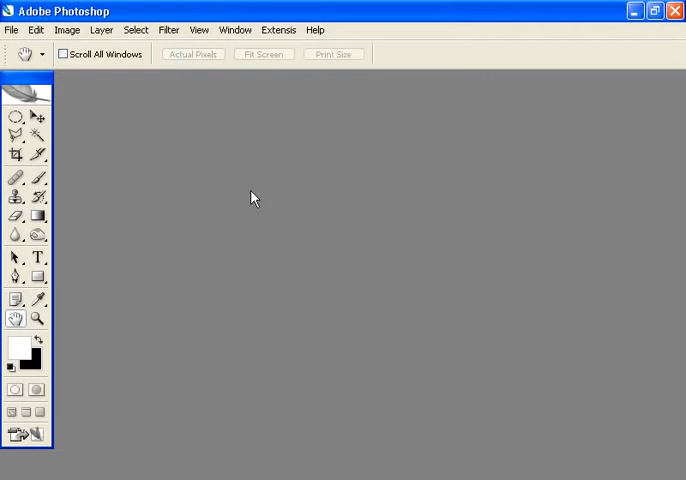 Adobe Photoshop
File Edit Image Layer Select Filter View Window Extensis Help
Scroll All Windows Actual Pixels Fit Screen Print Size
T